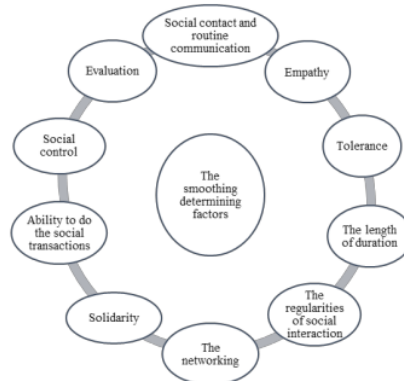 Social contact and
routine
communication
Empathy
Tolerance
The length
of duration
The
regularities
of social
interaction
The
networking
Solidarity
Ability to do
the social
transactions
Social
control
Evaluation
The
smoothing
determining
factors